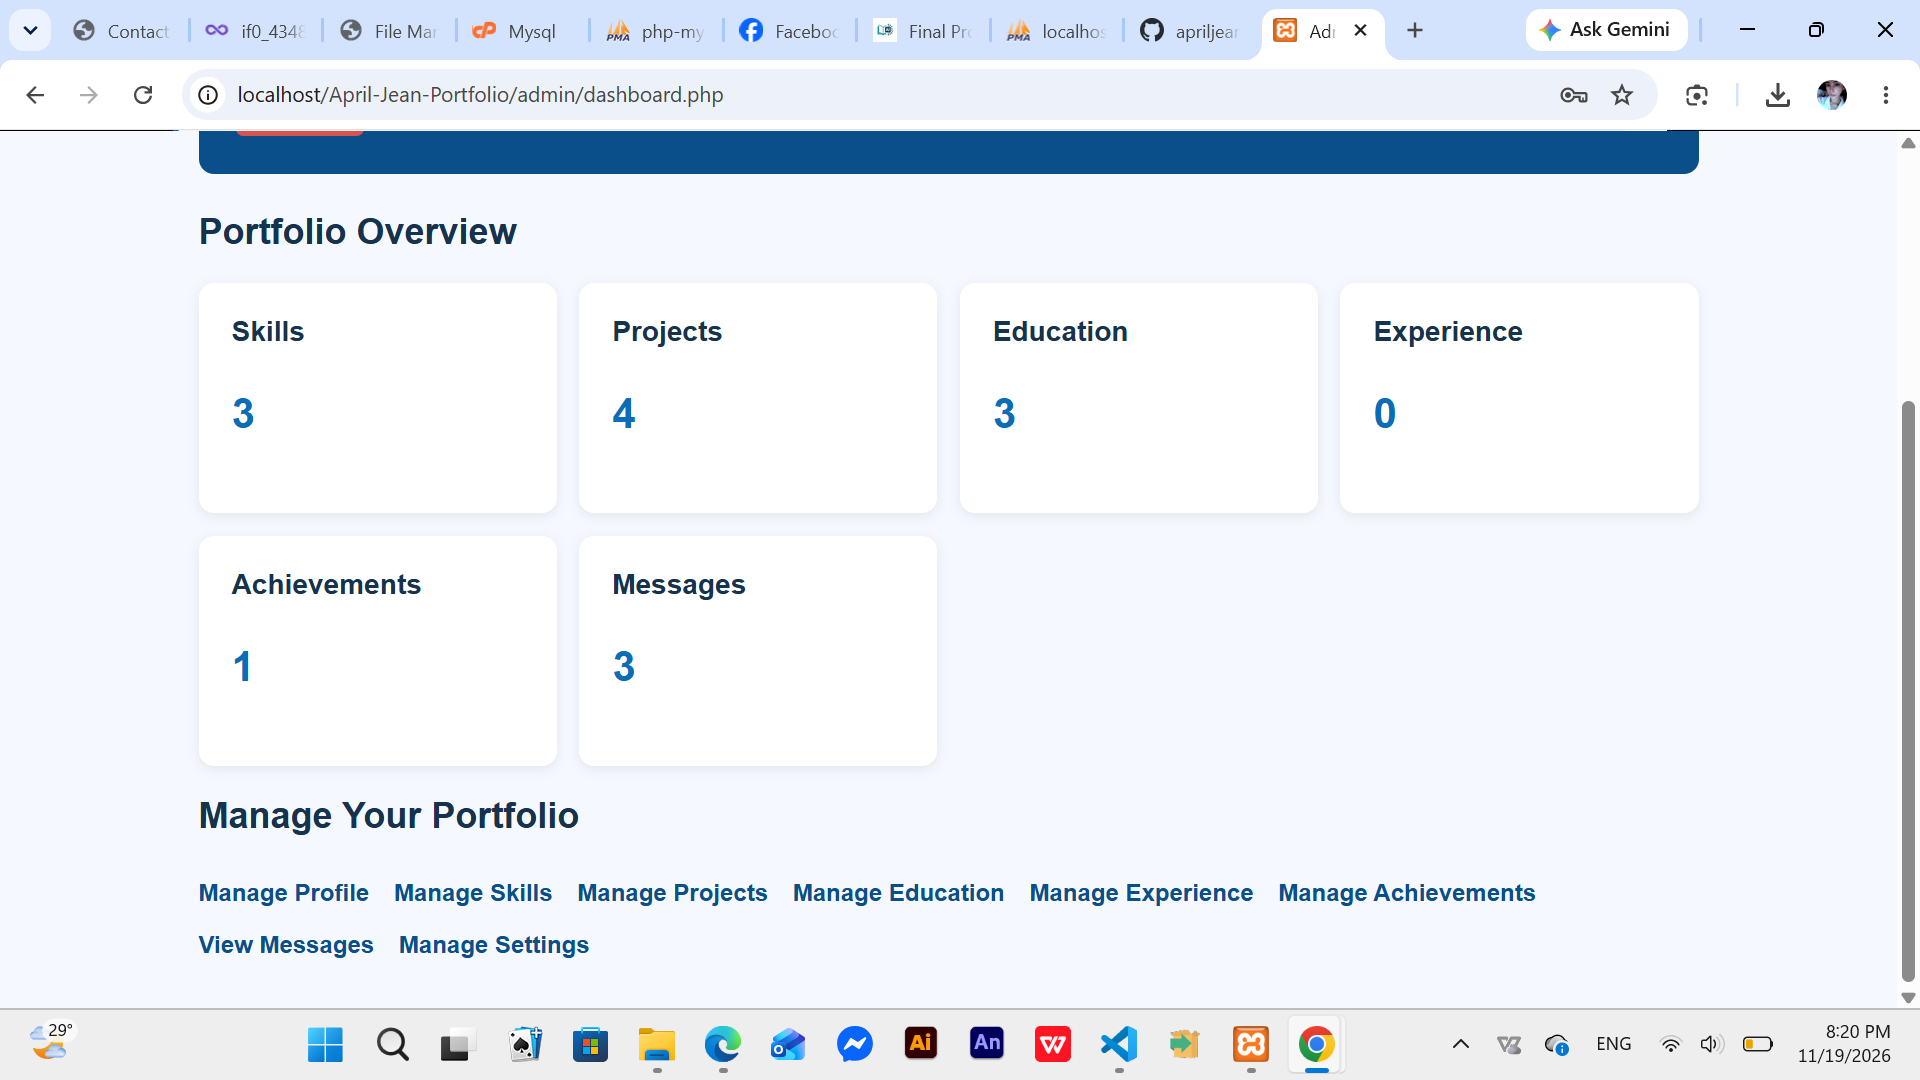 Contact
if0_4348
File Mar
Mysql
php-my
Faceboo
Final Pro
localhos
apriljear
Adr
Ask Gemini
localhost/April-Jean-Portfolio/admin/dashboard.php
Portfolio Overview
Skills
Projects
Education
Experience
3
4
3
0
Achievements
Messages
1
3
Manage Your Portfolio
Manage Profile Manage Skills Manage Projects Manage Education Manage Experience Manage Achievements
View Messages Manage Settings
29°
ENG
8:20 PM
11/19/2026